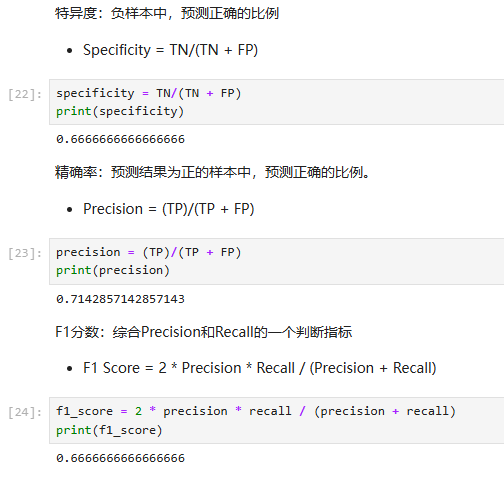 特异度：负样本中，预测正确的比例
• Specificity = TN/(TN + FP)
[22]: specificity = TN/(TN + FP)
print(specificity)
0.6666666666666666
精确率：预测结果为正的样本中，预测正确的比例。
• Precision = (TP)/(TP + FP)
[23]: precision = (TP)/(TP + FP)
print(precision)
0.7142857142857143
F1分数：综合Precision和Recall的一个判断指标
• F1 Score = 2 * Precision * Recall / (Precision + Recall)
[24]: f1_score = 2 * precision * recall / (precision + recall)
print(f1_score)
0.6666666666666666